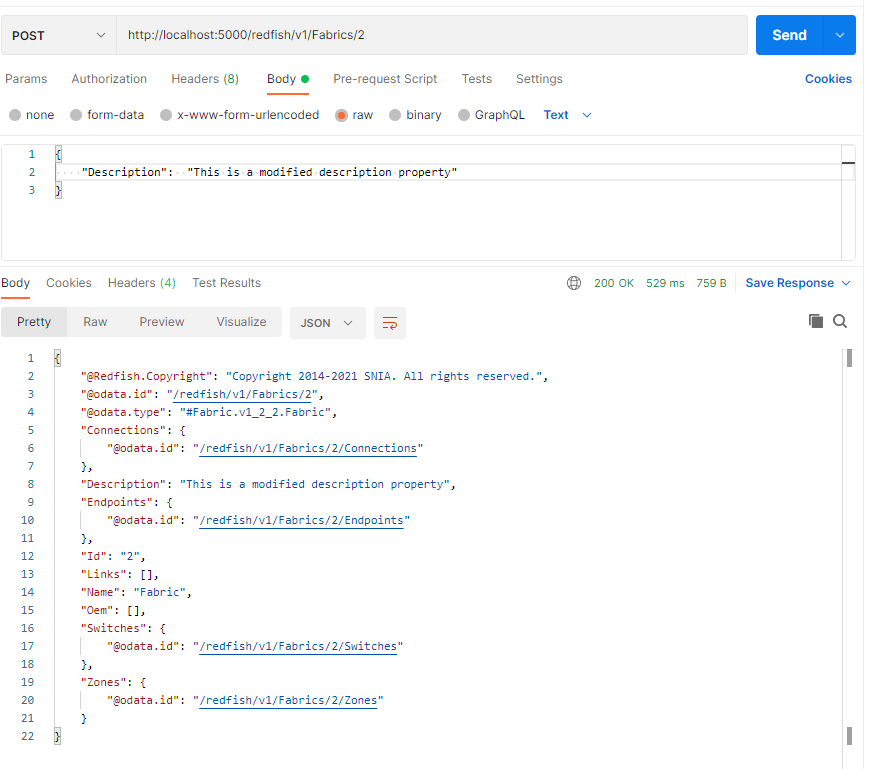 POST http://localhost:5000/redfish/v1/Fabrics/2 Send
Params Authorization Headers (8) Body Pre-request Script Tests Settings Cookies
none form-data x-www-form-urlencoded raw binary GraphQL Text
1 {
2 "Description": "This is a modified description property"
3 }
Body Cookies Headers (4) Test Results 200 OK 529 ms 759 B Save Response
Pretty Raw Preview Visualize JSON
1 {
2 "@Redfish.Copyright": "Copyright 2014-2021 SNIA. All rights reserved.",
3 "@odata.id": "/redfish/v1/Fabrics/2",
4 "@odata.type": "#Fabric.v1_2_2.Fabric",
5 "Connections": {
6 "@odata.id": "/redfish/v1/Fabrics/2/Connections"
7 },
8 "Description": "This is a modified description property",
9 "Endpoints": {
10 "@odata.id": "/redfish/v1/Fabrics/2/Endpoints"
11 },
12 "Id": "2",
13 "Links": [],
14 "Name": "Fabric",
15 "Oem": [],
16 "Switches": {
17 "@odata.id": "/redfish/v1/Fabrics/2/Switches"
18 },
19 "Zones": {
20 "@odata.id": "/redfish/v1/Fabrics/2/Zones"
21 }
22 }